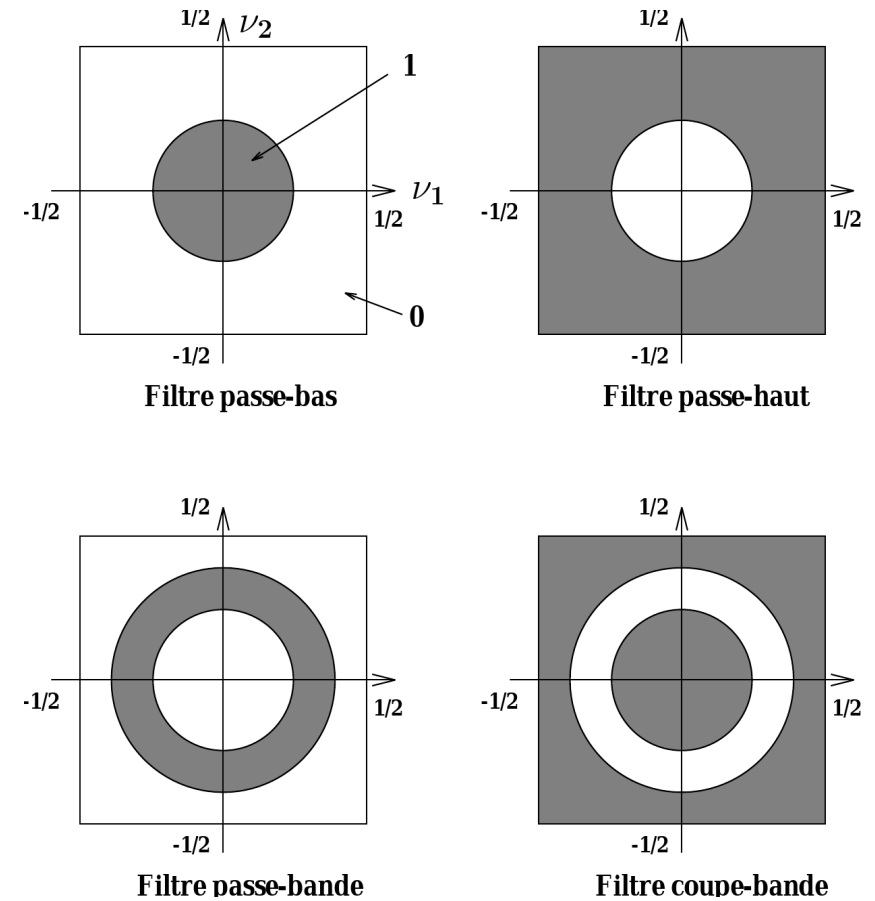 1/2 ν2
1
-1/2 1/2 ν1
0
-1/2
Filtre passe-bas
1/2
-1/2 1/2
-1/2
Filtre passe-haut
1/2
-1/2 1/2
-1/2
Filtre passe-bande
1/2
-1/2 1/2
-1/2
Filtre coupe-bande